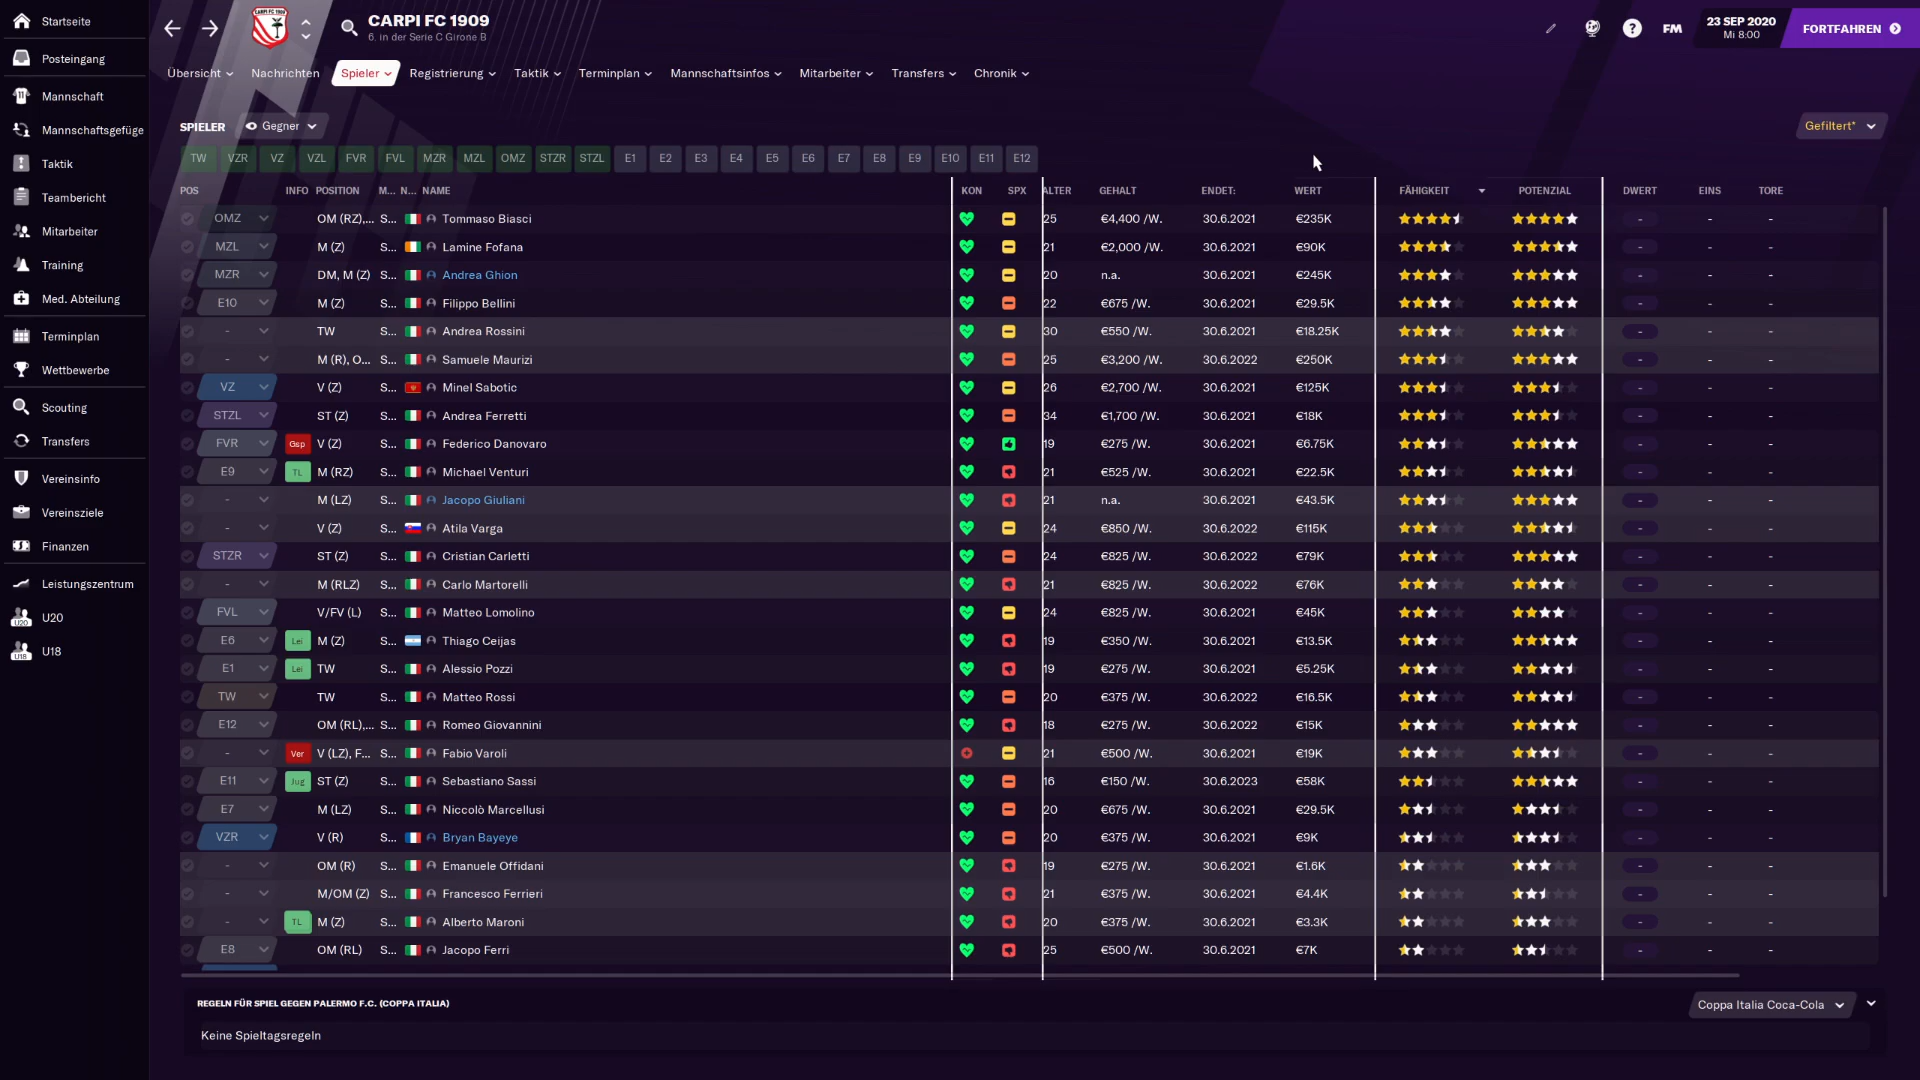 Startseite
Posteingang
Mannschaft
Mannschaftsgefüge
Taktik
Teambericht
Mitarbeiter
Training
Med. Abteilung
Terminplan
Wettbewerbe
Scouting
Transfers
Vereinsinfo
Vereinsziele
Finanzen
Leistungszentrum
U20
U18
CARPI FC 1909
6. in der Serie C Girone B
FM
23 SEP 2020
Mi 8:00
FORTFAHREN
Übersicht Nachrichten Spieler Registrierung Taktik Terminplan Mannschaftsinfos Mitarbeiter Transfers Chronik
SPIELER Gegner Gefiltert*
TW VZR VZ VZL FVR FVL MZR MZL OMZ STZR STZL E1 E2 E3 E4 E5 E6 E7 E8 E9 E10 E11 E12
POS INFO POSITION M... N... NAME KON SPX ALTER GEHALT ENDET: WERT FÄHIGKEIT POTENZIAL DWERT EINS TORE
OMZ OM (RZ),... S... Tommaso Biasci 25 €4,400 /W. 30.6.2021 €235K - - -
MZL M (Z) S... Lamine Fofana 21 €2,000 /W. 30.6.2021 €90K - - -
MZR DM, M (Z) S... Andrea Ghion 20 n.a. 30.6.2021 €245K - - -
E10 M (Z) S... Filippo Bellini 22 €675 /W. 30.6.2021 €29.5K - - -
- TW S... Andrea Rossini 30 €550 /W. 30.6.2021 €18.25K - - -
- M (R), O... S... Samuele Maurizi 25 €3,200 /W. 30.6.2022 €250K - - -
VZ V (Z) S... Minel Sabotic 26 €2,700 /W. 30.6.2021 €125K - - -
STZL ST (Z) S... Andrea Ferretti 34 €1,700 /W. 30.6.2021 €18K - - -
FVR Gsp V (Z) S... Federico Danovaro 19 €275 /W. 30.6.2021 €6.75K - - -
E9 TL M (RZ) S... Michael Venturi 21 €525 /W. 30.6.2021 €22.5K - - -
- M (LZ) S... Jacopo Giuliani 21 n.a. 30.6.2021 €43.5K - - -
- V (Z) S... Atila Varga 24 €850 /W. 30.6.2022 €115K - - -
STZR ST (Z) S... Cristian Carletti 24 €825 /W. 30.6.2022 €79K - - -
- M (RLZ) S... Carlo Martorelli 21 €825 /W. 30.6.2022 €76K - - -
FVL V/FV (L) S... Matteo Lomolino 24 €825 /W. 30.6.2021 €45K - - -
E6 Lei M (Z) S... Thiago Ceijas 19 €350 /W. 30.6.2021 €13.5K - - -
E1 Lei TW S... Alessio Pozzi 19 €275 /W. 30.6.2021 €5.25K - - -
TW TW S... Matteo Rossi 20 €375 /W. 30.6.2022 €16.5K - - -
E12 OM (RL),... S... Romeo Giovannini 18 €275 /W. 30.6.2022 €15K - - -
- Ver V (LZ), F... S... Fabio Varoli 21 €500 /W. 30.6.2021 €19K - - -
E11 Jug ST (Z) S... Sebastiano Sassi 16 €150 /W. 30.6.2023 €58K - - -
E7 M (LZ) S... Niccolò Marcellusi 20 €675 /W. 30.6.2021 €29.5K - - -
VZR V (R) S... Bryan Bayeye 20 €375 /W. 30.6.2021 €9K - - -
- OM (R) S... Emanuele Offidani 19 €275 /W. 30.6.2021 €1.6K - - -
- M/OM (Z) S... Francesco Ferrieri 21 €375 /W. 30.6.2021 €4.4K - - -
- TL M (Z) S... Alberto Maroni 20 €375 /W. 30.6.2021 €3.3K - - -
E8 OM (RL) S... Jacopo Ferri 25 €500 /W. 30.6.2021 €7K - - -
REGELN FÜR SPIEL GEGEN PALERMO F.C. (COPPA ITALIA)
Coppa Italia Coca-Cola
Keine Spieltagsregeln